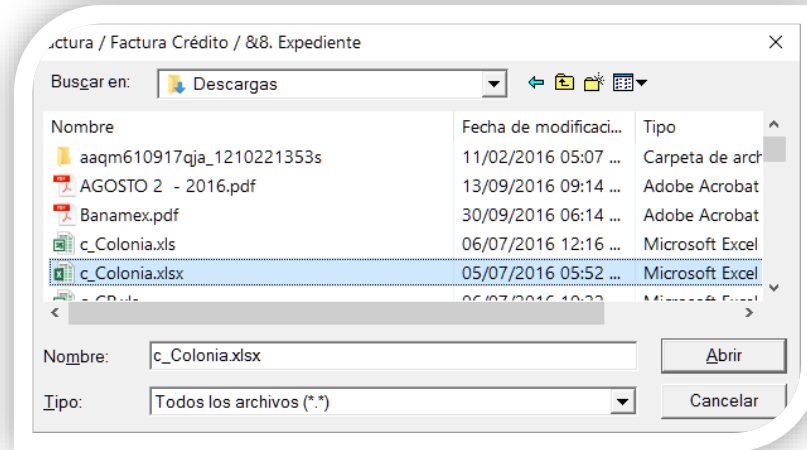 actura / Factura Crédito / &8. Expediente
Buscar en: Descargas
Nombre Fecha de modificaci... Tipo
aaqm610917qja_1210221353s 11/02/2016 05:07 ... Carpeta de arch
AGOSTO 2 - 2016.pdf 13/09/2016 09:14 ... Adobe Acrobat
Banamex.pdf 30/09/2016 06:14 ... Adobe Acrobat
c_Colonia.xls 06/07/2016 12:16 ... Microsoft Excel
c_Colonia.xlsx 05/07/2016 05:52 ... Microsoft Excel
Nombre: c_Colonia.xlsx Abrir
Tipo: Todos los archivos (*.*) Cancelar